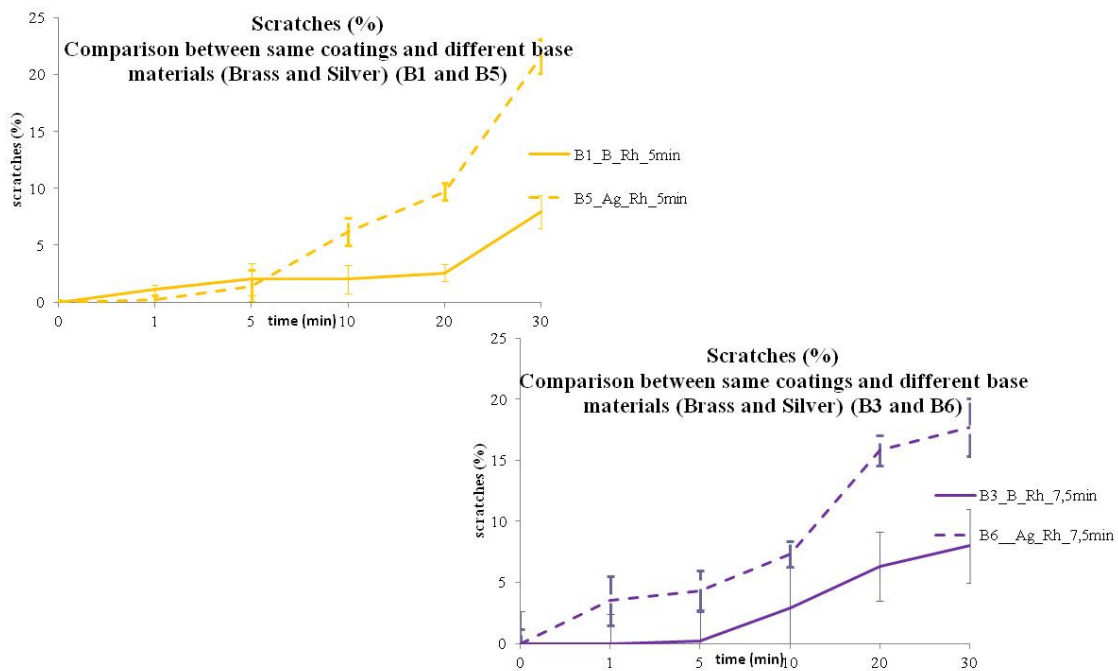 Scratches (%)
Comparison between same coatings and different base
materials (Brass and Silver) (B1 and B5)
25
20
15
10
5
0
scratches (%)
0 1 5 10 20 30
time (min)
B1_B_Rh_5min
B5_Ag_Rh_5min
Scratches (%)
Comparison between same coatings and different base
materials (Brass and Silver) (B3 and B6)
25
20
15
10
5
0
scratches (%)
0 1 5 10 20 30
time (min)
B3_B_Rh_7,5min
B6__Ag_Rh_7,5min